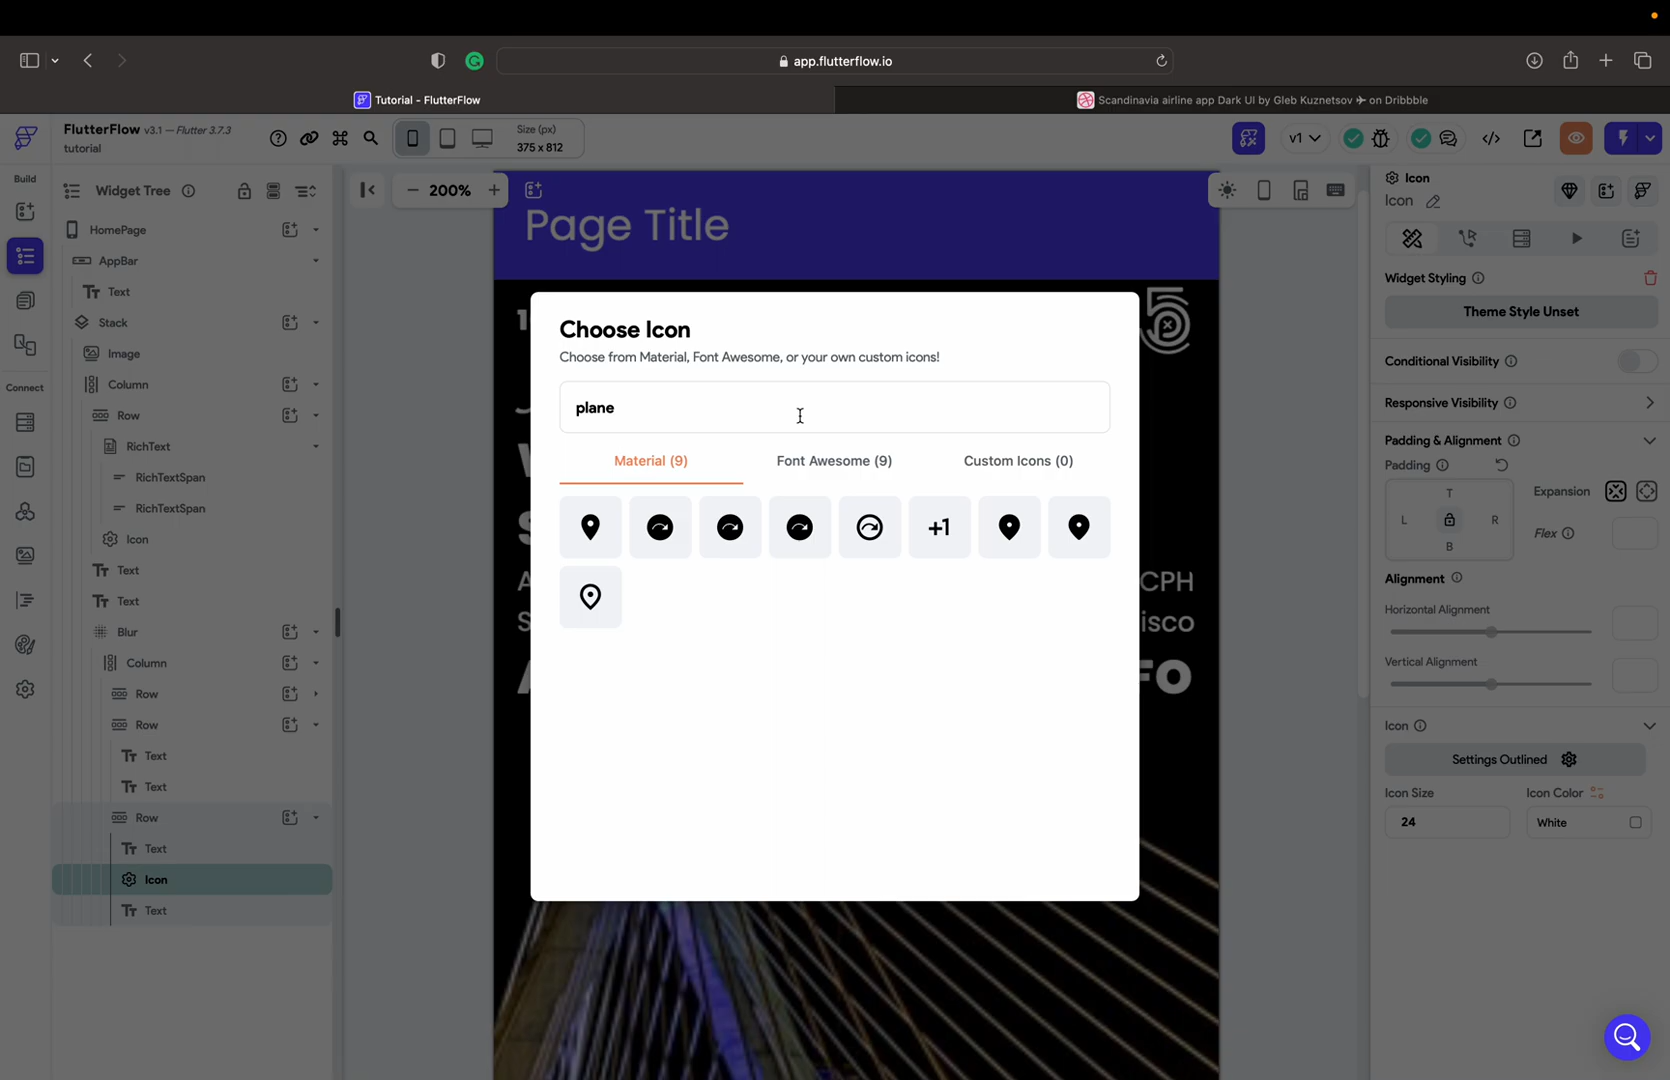 app.flutterflow.io
Tutorial - FlutterFlow
Scandinavia airline app Dark UI by Gleb Kuznetsov ✈ on Dribbble
FlutterFlow v3.1 – Flutter 3.7.3
tutorial
Size (px)
375 x 812
v1
Build
Widget Tree
200%
Page Title
HomePage
AppBar
Text
Stack
Image
Connect
Column
Row
RichText
RichTextSpan
RichTextSpan
Icon
Text
Text
Blur
Column
Row
Row
Text
Text
Row
Text
Icon
Text
Choose Icon
Choose from Material, Font Awesome, or your own custom icons!
plane
Material (9)
Font Awesome (9)
Custom Icons (0)
+1
CPH
isco
FO
Icon
Icon
Widget Styling
Theme Style Unset
Conditional Visibility
Responsive Visibility
Padding & Alignment
Padding
T
L
R
B
Expansion
Flex
Alignment
Horizontal Alignment
Vertical Alignment
Icon
Settings Outlined
Icon Size
Icon Color
24
White